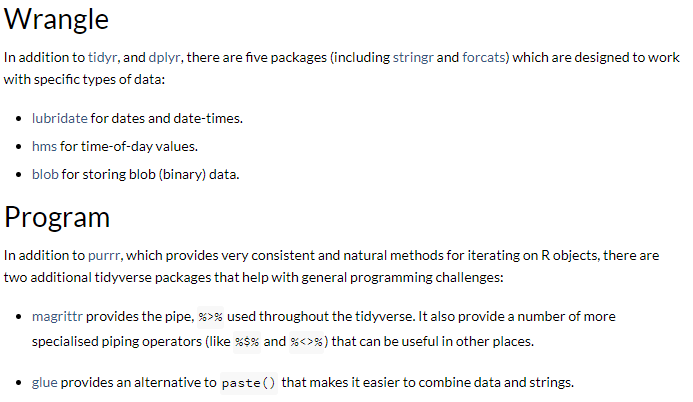 Wrangle
In addition to tidyr, and dplyr, there are five packages (including stringr and forcats) which are designed to work
with specific types of data:
• lubridate for dates and date-times.
• hms for time-of-day values.
• blob for storing blob (binary) data.
Program
In addition to purrr, which provides very consistent and natural methods for iterating on R objects, there are
two additional tidyverse packages that help with general programming challenges:
• magrittr provides the pipe, %>% used throughout the tidyverse. It also provide a number of more
specialised piping operators (like %$% and %<>%) that can be useful in other places.
• glue provides an alternative to paste() that makes it easier to combine data and strings.